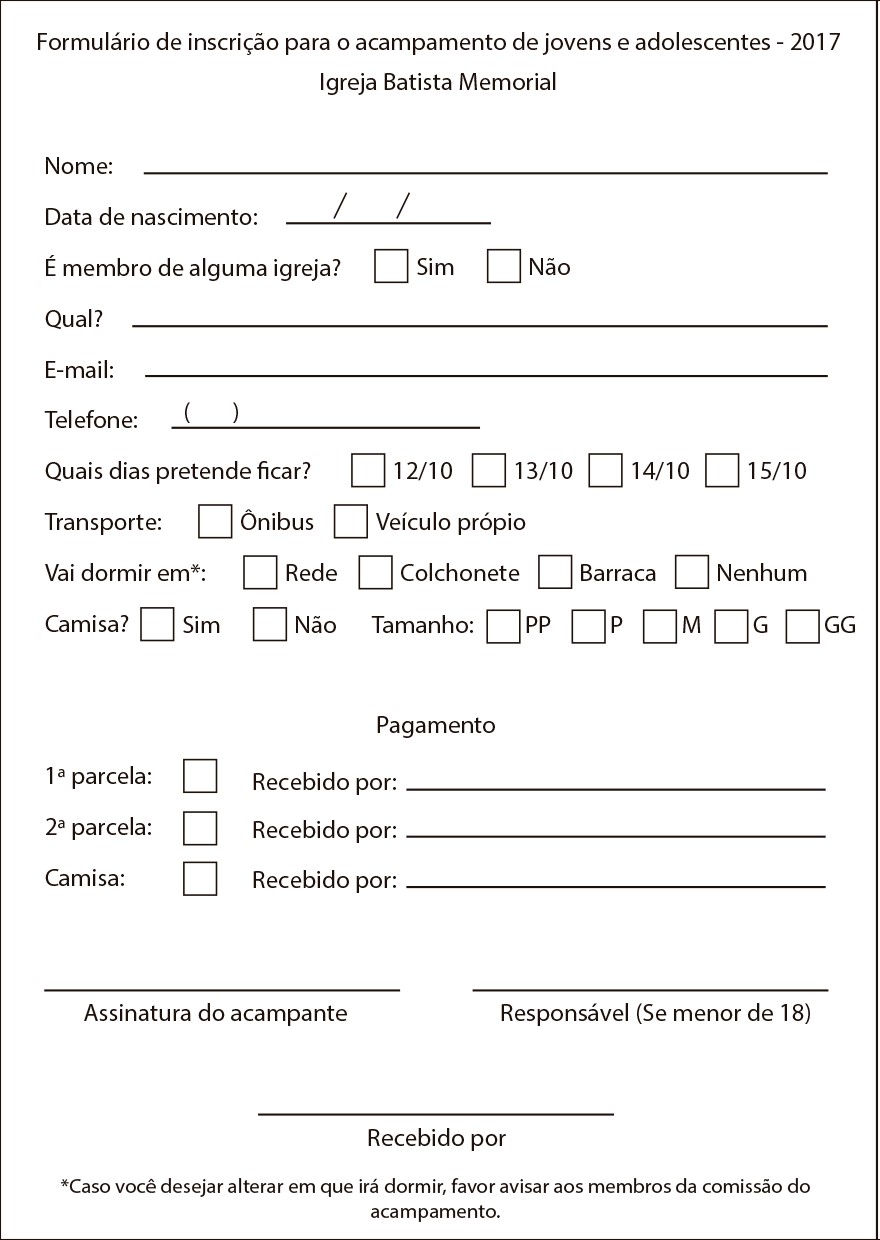 Formulário de inscrição para o acampamento de jovens e adolescentes - 2017
Igreja Batista Memorial
Nome:
Data de nascimento: / /
É membro de alguma igreja? Sim Não
Qual?
E-mail:
Telefone: ( )
Quais dias pretende ficar? 12/10 13/10 14/10 15/10
Transporte: Ônibus Veículo própio
Vai dormir em*: Rede Colchonete Barraca Nenhum
Camisa? Sim Não Tamanho: PP P M G GG
Pagamento
1ª parcela: Recebido por:
2ª parcela: Recebido por:
Camisa: Recebido por:
Assinatura do acampante Responsável (Se menor de 18)
Recebido por
*Caso você desejar alterar em que irá dormir, favor avisar aos membros da comissão do
acampamento.